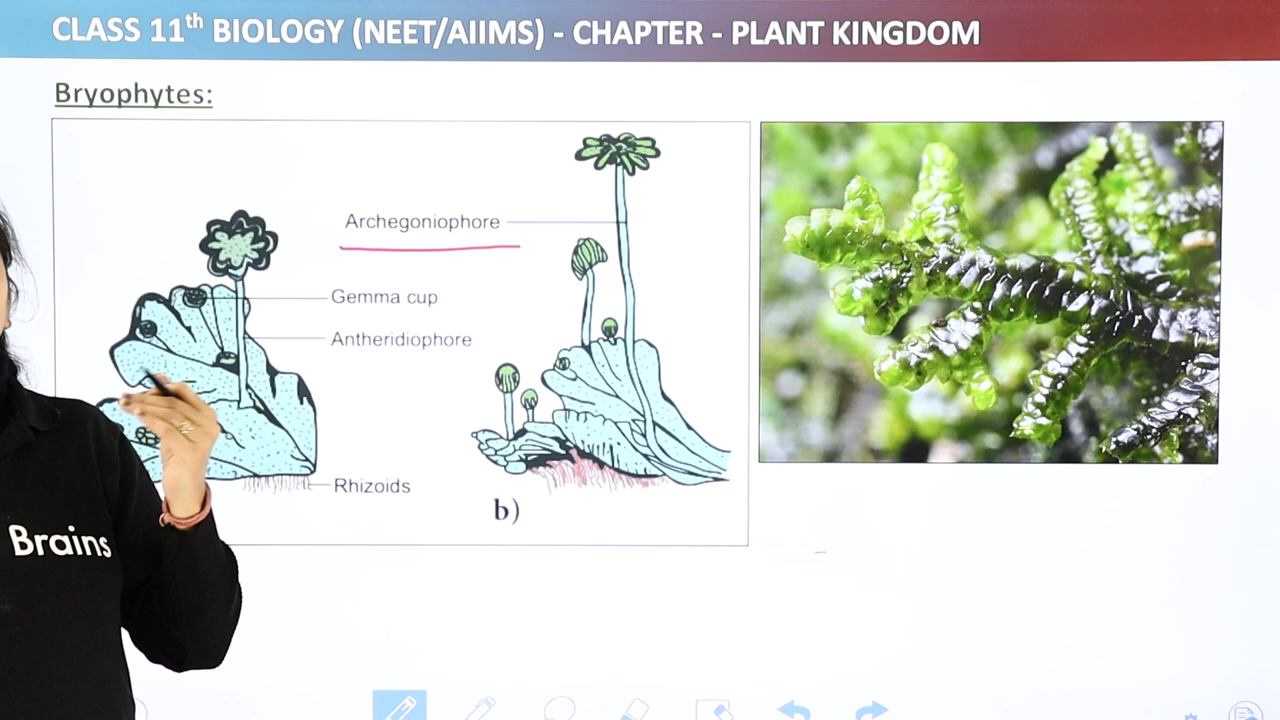 CLASS 11th BIOLOGY (NEET/AIIMS) - CHAPTER - PLANT KINGDOM
Bryophytes:
Archegoniophore
Gemma cup
Antheridiophore
Rhizoids
b)
Brains